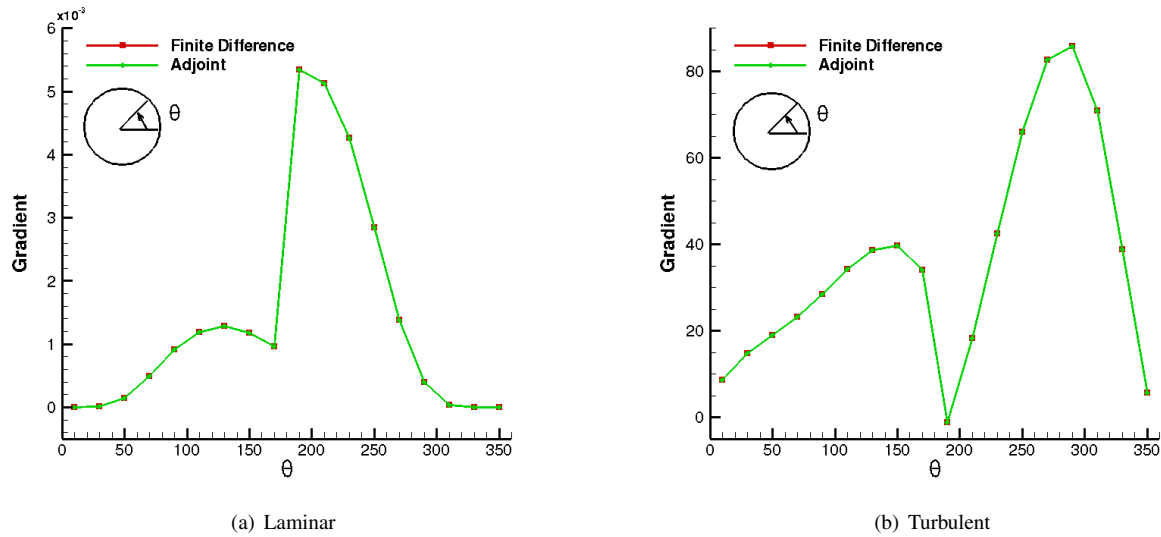 x10⁻³
6
5
4
3
2
1
0
Gradient
Finite Difference
Adjoint
θ
0 50 100 150 200 250 300 350
θ
(a) Laminar
80
60
40
20
0
Gradient
Finite Difference
Adjoint
θ
0 50 100 150 200 250 300 350
θ
(b) Turbulent